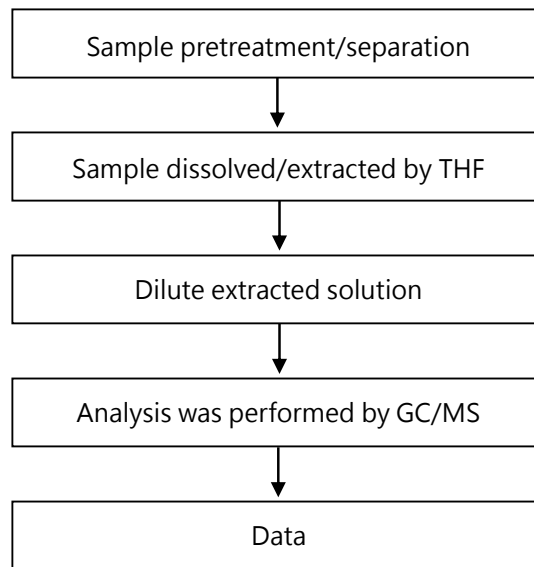 Sample pretreatment/separation
Sample dissolved/extracted by THF
Dilute extracted solution
Analysis was performed by GC/MS
Data